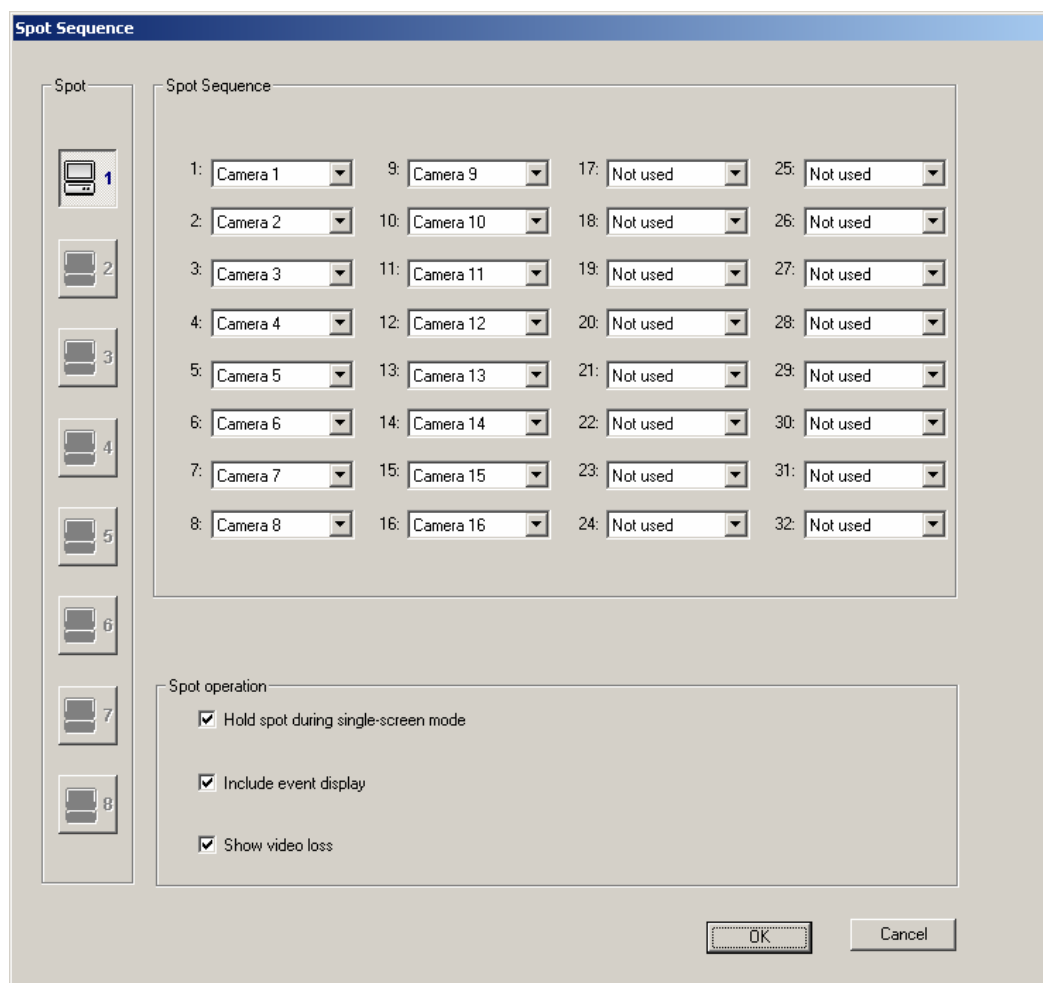 Spot Sequence
Spot
1
2
3
4
5
6
7
8
Spot Sequence
1: Camera 1 9: Camera 9 17: Not used 25: Not used
2: Camera 2 10: Camera 10 18: Not used 26: Not used
3: Camera 3 11: Camera 11 19: Not used 27: Not used
4: Camera 4 12: Camera 12 20: Not used 28: Not used
5: Camera 5 13: Camera 13 21: Not used 29: Not used
6: Camera 6 14: Camera 14 22: Not used 30: Not used
7: Camera 7 15: Camera 15 23: Not used 31: Not used
8: Camera 8 16: Camera 16 24: Not used 32: Not used
Spot operation
Hold spot during single-screen mode
Include event display
Show video loss
OK Cancel